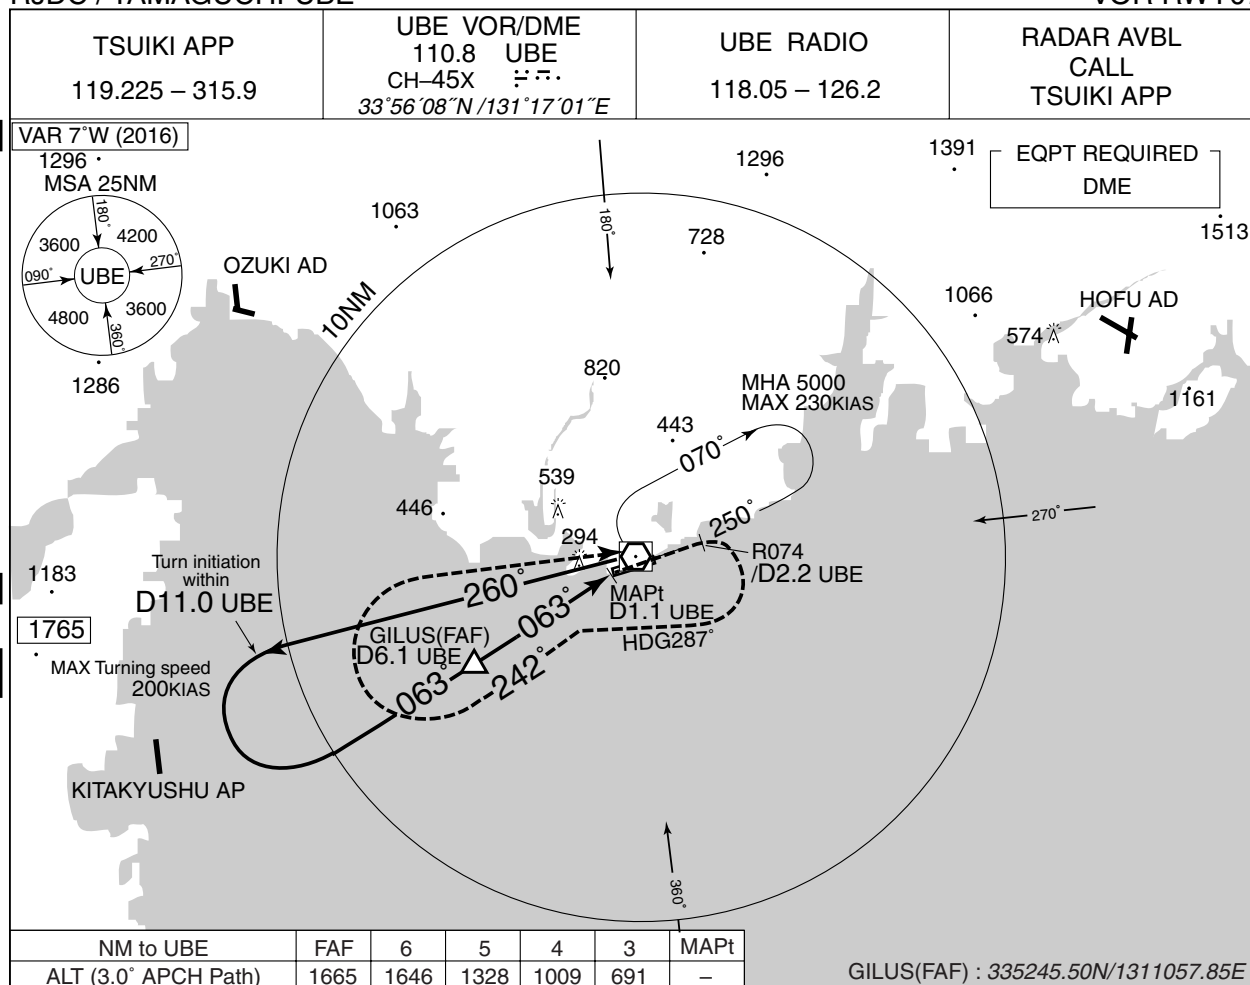 RJDC / YAMAGUCHI UBE
TSUIKI APP
119.225 – 315.9
UBE VOR/DME
110.8 UBE
CH–45X
33°56´08˝N /131°17´01˝E
UBE RADIO
118.05 – 126.2
RADAR AVBL
CALL
TSUIKI APP
VAR 7°W (2016)
1296
MSA 25NM
180°
3600
4200
090°
UBE
270°
4800
3600
360°
1286
OZUKI AD
1063
10NM
180°
1296
728
1391
EQPT REQUIRED
DME
1513
1066
HOFU AD
574
1161
820
MHA 5000
MAX 230KIAS
443
070°
539
446
294
250°
270°
R074
/D2.2 UBE
1183
Turn initiation
within
D11.0 UBE
260°
063°
MAPt
D1.1 UBE
1765
GILUS(FAF)
D6.1 UBE
HDG287°
MAX Turning speed
200KIAS
063°
242°
KITAKYUSHU AP
360°
NM to UBE FAF 6 5 4 3 MAPt
ALT (3.0° APCH Path) 1665 1646 1328 1009 691 –
GILUS(FAF) : 335245.50N/1311057.85E